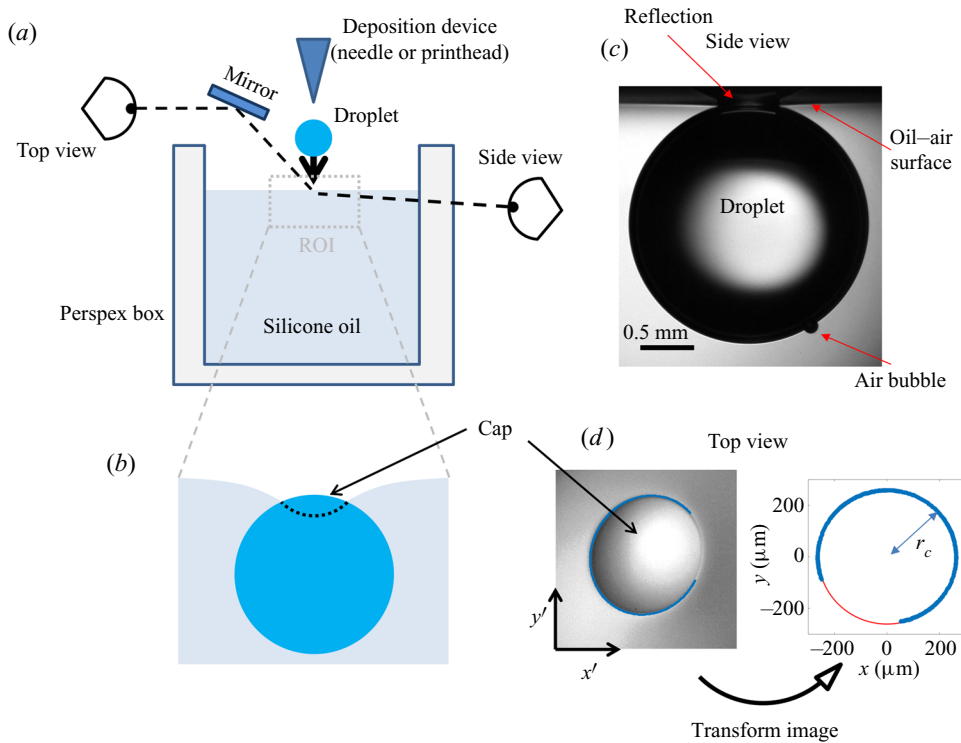 (a)
Deposition device
(needle or printhead)
Mirror
Droplet
Top view
Side view
ROI
Perspex box
Silicone oil
(b)
Cap
(c)
Reflection
Side view
Oil–air
surface
Droplet
0.5 mm
Air bubble
(d)
Top view
y′
x′
200
0
−200
y (μm)
r_c
−200
0
200
x (μm)
Transform image